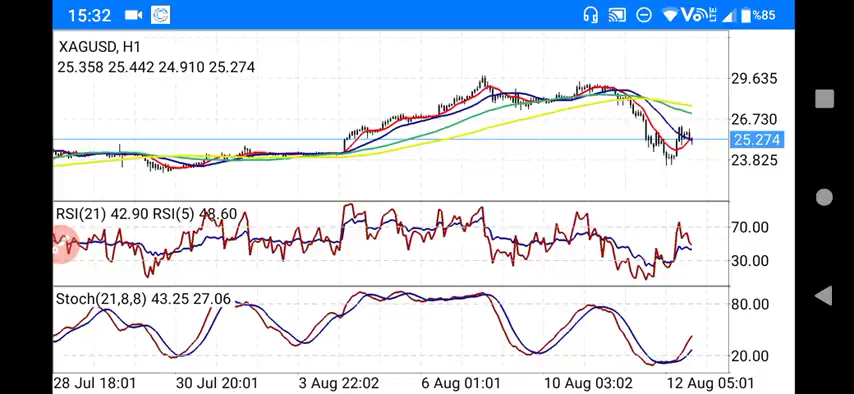 15:32
LTE %85
XAGUSD, H1
25.358 25.442 24.910 25.274
29.635
26.730
25.274
23.825
RSI(21) 42.90 RSI(5) 48.60
70.00
30.00
Stoch(21,8,8) 43.25 27.06
80.00
20.00
28 Jul 18:01 30 Jul 20:01 3 Aug 22:02 6 Aug 01:01 10 Aug 03:02 12 Aug 05:01